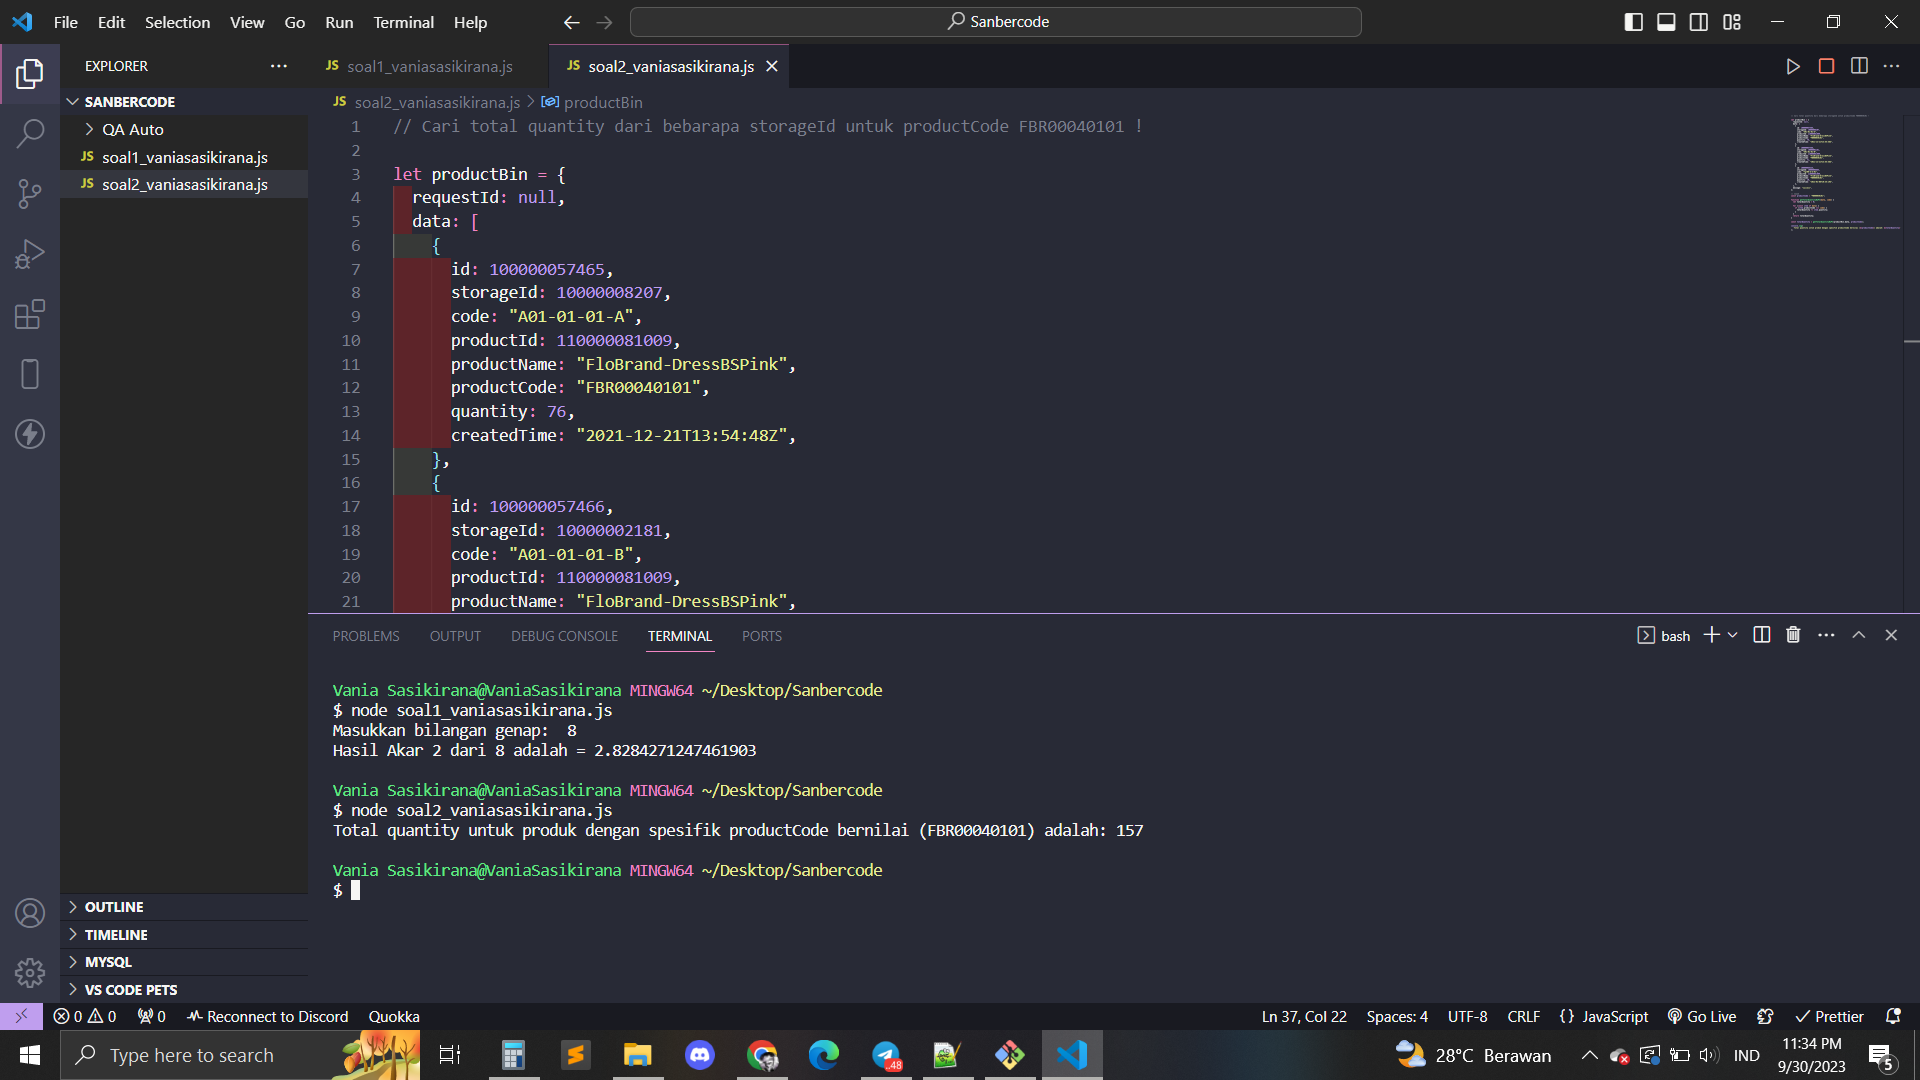 File Edit Selection View Go Run Terminal Help
Sanbercode
EXPLORER
SANBERCODE
QA Auto
JS soal1_vaniasasikirana.js
JS soal2_vaniasasikirana.js
OUTLINE
TIMELINE
MYSQL
VS CODE PETS
JS soal1_vaniasasikirana.js
JS soal2_vaniasasikirana.js
JS soal2_vaniasasikirana.js > productBin
1 // Cari total quantity dari bebarapa storageId untuk productCode FBR00040101 !
2
3 let productBin = {
4 requestId: null,
5 data: [
6 {
7 id: 100000057465,
8 storageId: 10000008207,
9 code: "A01-01-01-A",
10 productId: 110000081009,
11 productName: "FloBrand-DressBSPink",
12 productCode: "FBR00040101",
13 quantity: 76,
14 createdTime: "2021-12-21T13:54:48Z",
15 },
16 {
17 id: 100000057466,
18 storageId: 10000002181,
19 code: "A01-01-01-B",
20 productId: 110000081009,
21 productName: "FloBrand-DressBSPink",
PROBLEMS OUTPUT DEBUG CONSOLE TERMINAL PORTS
bash
Vania Sasikirana@VaniaSasikirana MINGW64 ~/Desktop/Sanbercode
$ node soal1_vaniasasikirana.js
Masukkan bilangan genap:  8
Hasil Akar 2 dari 8 adalah = 2.8284271247461903
Vania Sasikirana@VaniaSasikirana MINGW64 ~/Desktop/Sanbercode
$ node soal2_vaniasasikirana.js
Total quantity untuk produk dengan spesifik productCode bernilai (FBR00040101) adalah: 157
Vania Sasikirana@VaniaSasikirana MINGW64 ~/Desktop/Sanbercode
$
0 0 0 Reconnect to Discord Quokka
Ln 37, Col 22 Spaces: 4 UTF-8 CRLF {} JavaScript Go Live Prettier
Type here to search
.48
28°C Berawan
IND
11:34 PM
9/30/2023
5